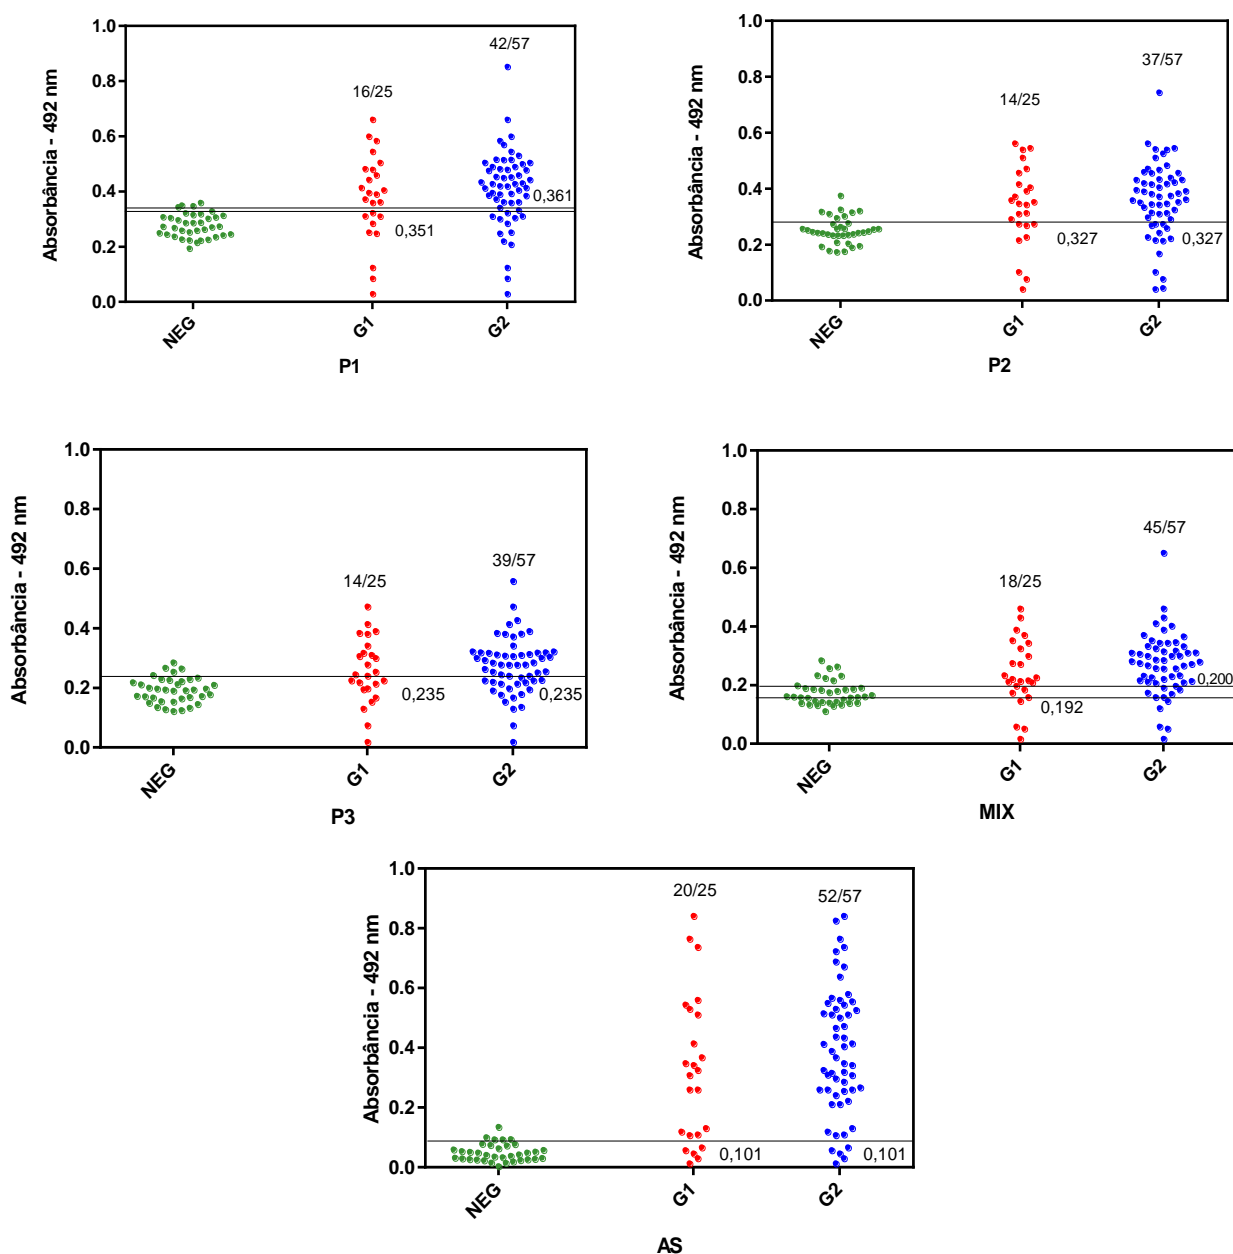 Absorbância - 492 nm
1.0
0.8
0.6
0.4
0.2
0.0
16/25
42/57
0,351
0,361
NEG
G1
G2
P1
Absorbância - 492 nm
1.0
0.8
0.6
0.4
0.2
0.0
14/25
37/57
0,327
0,327
NEG
G1
G2
P2
Absorbância - 492 nm
1.0
0.8
0.6
0.4
0.2
0.0
14/25
39/57
0,235
0,235
NEG
G1
G2
P3
Absorbância - 492 nm
1.0
0.8
0.6
0.4
0.2
0.0
18/25
45/57
0,192
0,200
NEG
G1
G2
MIX
Absorbância - 492 nm
1.0
0.8
0.6
0.4
0.2
0.0
20/25
52/57
0,101
0,101
NEG
G1
G2
AS